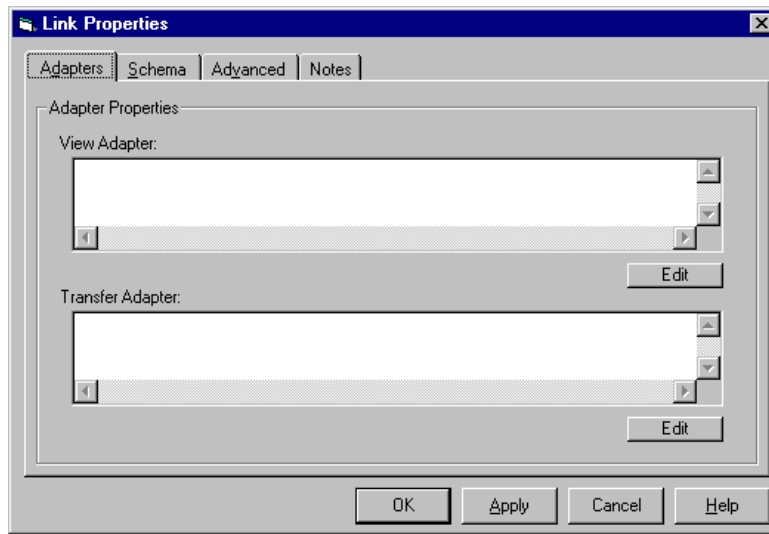 Link Properties
Adapters Schema Advanced Notes
Adapter Properties
View Adapter:
Edit
Transfer Adapter:
Edit
OK Apply Cancel Help